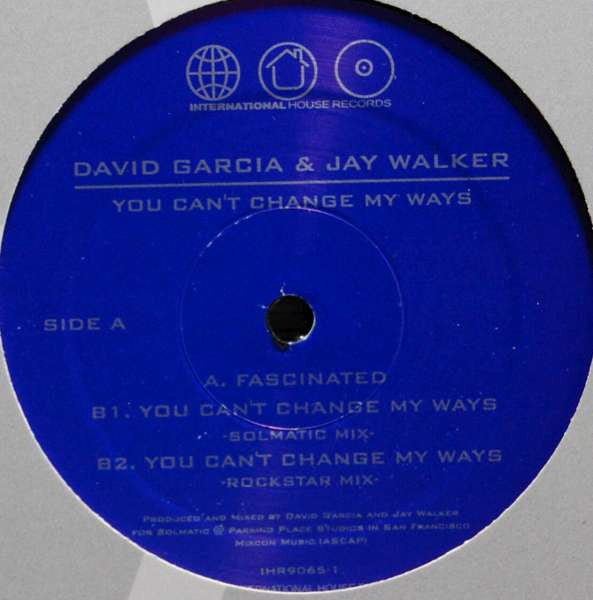 INTERNATIONAL HOUSE RECORDS
DAVID GARCIA & JAY WALKER
YOU CAN'T CHANGE MY WAYS
SIDE A
A. FASCINATED
B1. YOU CAN'T CHANGE MY WAYS
-SOLMATIC MIX-
B2. YOU CAN'T CHANGE MY WAYS
-ROCKSTAR MIX-
PRODUCED AND MIXED BY DAVID GARCIA AND JAY WALKER
FOR SOLMATIC @ PARKING PLACE STUDIOS IN SAN FRANCISCO
MIXCON MUSIC (ASCAP)
IHR9065-1
INTERNATIONAL HOUSE